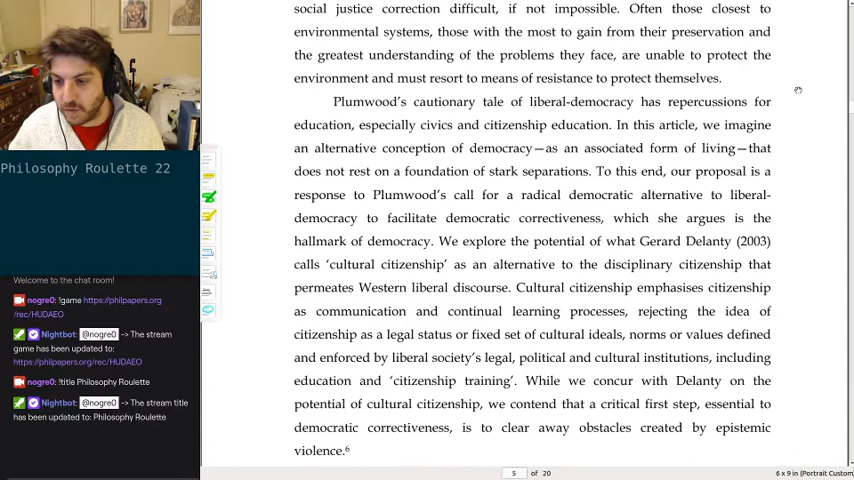 social justice correction difficult, if not impossible. Often those closest to
environmental systems, those with the most to gain from their preservation and
the greatest understanding of the problems they face, are unable to protect the
environment and must resort to means of resistance to protect themselves.
Plumwood's cautionary tale of liberal-democracy has repercussions for
education, especially civics and citizenship education. In this article, we imagine
an alternative conception of democracy—as an associated form of living—that
does not rest on a foundation of stark separations. To this end, our proposal is a
response to Plumwood's call for a radical democratic alternative to liberal-
democracy to facilitate democratic correctiveness, which she argues is the
hallmark of democracy. We explore the potential of what Gerard Delanty (2003)
calls 'cultural citizenship' as an alternative to the disciplinary citizenship that
permeates Western liberal discourse. Cultural citizenship emphasises citizenship
as communication and continual learning processes, rejecting the idea of
citizenship as a legal status or fixed set of cultural ideals, norms or values defined
and enforced by liberal society's legal, political and cultural institutions, including
education and 'citizenship training'. While we concur with Delanty on the
potential of cultural citizenship, we contend that a critical first step, essential to
democratic correctiveness, is to clear away obstacles created by epistemic
violence.6
5 of 20
6 x 9 in (Portrait Custom)
Philosophy Roulette 22
Welcome to the chat room!
nogre0: !game https://philpapers.org
/rec/HUDAEO
Nightbot: @nogre0 -> The stream
game has been updated to:
https://philpapers.org/rec/HUDAEO
nogre0: !title Philosophy Roulette
Nightbot: @nogre0 -> The stream title
has been updated to: Philosophy Roulette